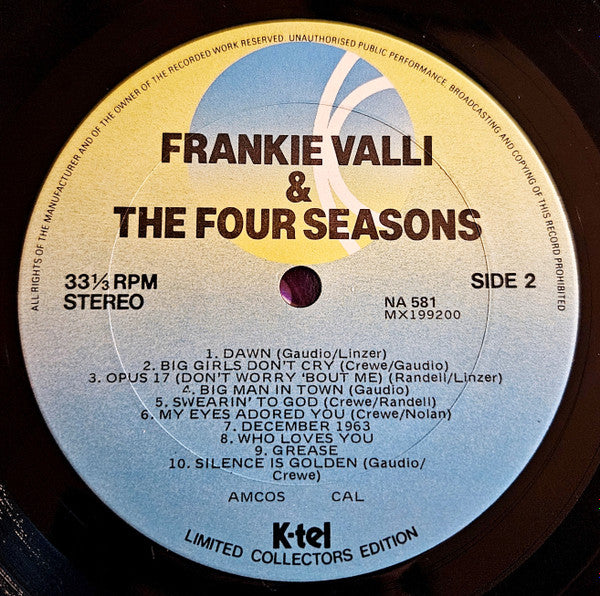 ALL RIGHTS OF THE MANUFACTURER AND OF THE OWNER OF THE RECORDED WORK RESERVED. UNAUTHORISED PUBLIC PERFORMANCE, BROADCASTING AND COPYING OF THIS RECORD PROHIBITED
FRANKIE VALLI
&
THE FOUR SEASONS
33⅓ RPM
STEREO
SIDE 2
NA 581
MX199200
1. DAWN (Gaudio/Linzer)
2. BIG GIRLS DON'T CRY (Crewe/Gaudio)
3. OPUS 17 (DON'T WORRY 'BOUT ME) (Randell/Linzer)
4. BIG MAN IN TOWN (Gaudio)
5. SWEARIN' TO GOD (Crewe/Randell)
6. MY EYES ADORED YOU (Crewe/Nolan)
7. DECEMBER 1963
8. WHO LOVES YOU
9. GREASE
10. SILENCE IS GOLDEN (Gaudio/
Crewe)
AMCOS CAL
K-tel
LIMITED COLLECTORS EDITION